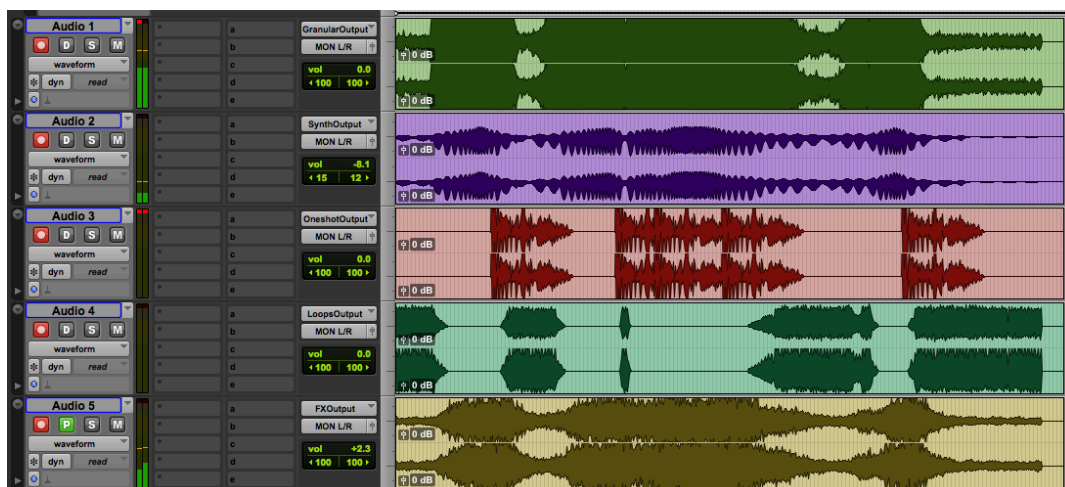 Audio 1
a
GranularOutput
D S M
b
MON L/R
0 dB
waveform
c
vol 0.0
dyn read
d
100 100
e
0 dB
Audio 2
a
SynthOutput
D S M
b
MON L/R
0 dB
waveform
c
vol -8.1
dyn read
d
15 12
e
0 dB
Audio 3
a
OneshotOutput
D S M
b
MON L/R
0 dB
waveform
c
vol 0.0
dyn read
d
100 100
e
0 dB
Audio 4
a
LoopsOutput
D S M
b
MON L/R
0 dB
waveform
c
vol 0.0
dyn read
d
100 100
e
0 dB
Audio 5
a
FXOutput
P S M
b
MON L/R
0 dB
waveform
c
vol +2.3
dyn read
d
100 100
e
0 dB